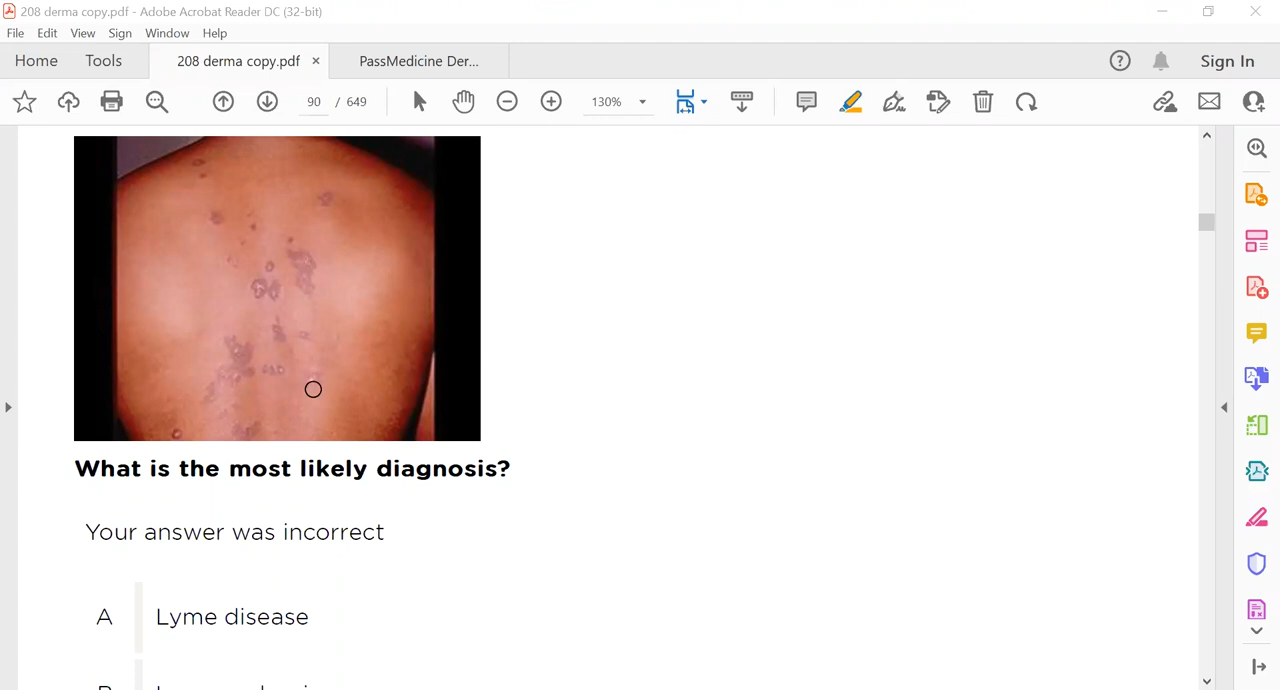 208 derma copy.pdf - Adobe Acrobat Reader DC (32-bit)
File Edit View Sign Window Help
Home Tools 208 derma copy.pdf × PassMedicine Der... Sign In
90 / 649 130%
What is the most likely diagnosis?
Your answer was incorrect
A Lyme disease